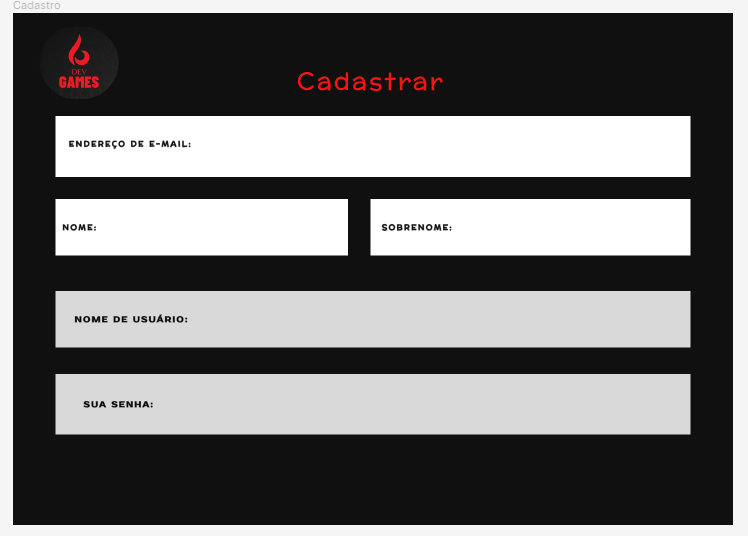 Cadastro
DEV
GAMES
Cadastrar
ENDEREÇO DE E-MAIL:
NOME:
SOBRENOME:
NOME DE USUÁRIO:
SUA SENHA: